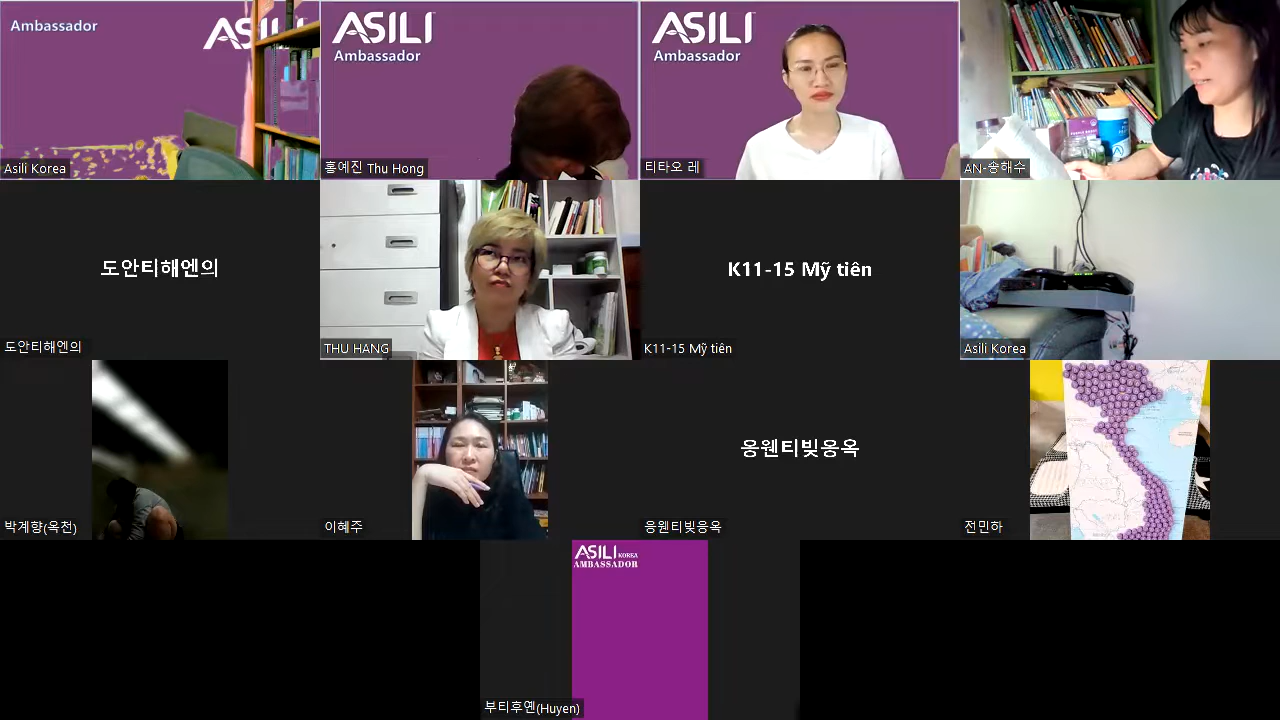 Ambassador
ASILI
Asili Korea
ASILI
Ambassador
홍예진 Thu Hong
ASILI
Ambassador
티타오 레
AN-송해수
도안티해엔의
도안티해엔의
THU HANG
K11-15 Mỹ tiên
K11-15 Mỹ tiên
Asili Korea
박계향(옥전)
이혜주
응웬티빛응옥
응웬티빛응옥
전민하
ASILI KOREA
AMBASSADOR
부티후옌(Huyen)